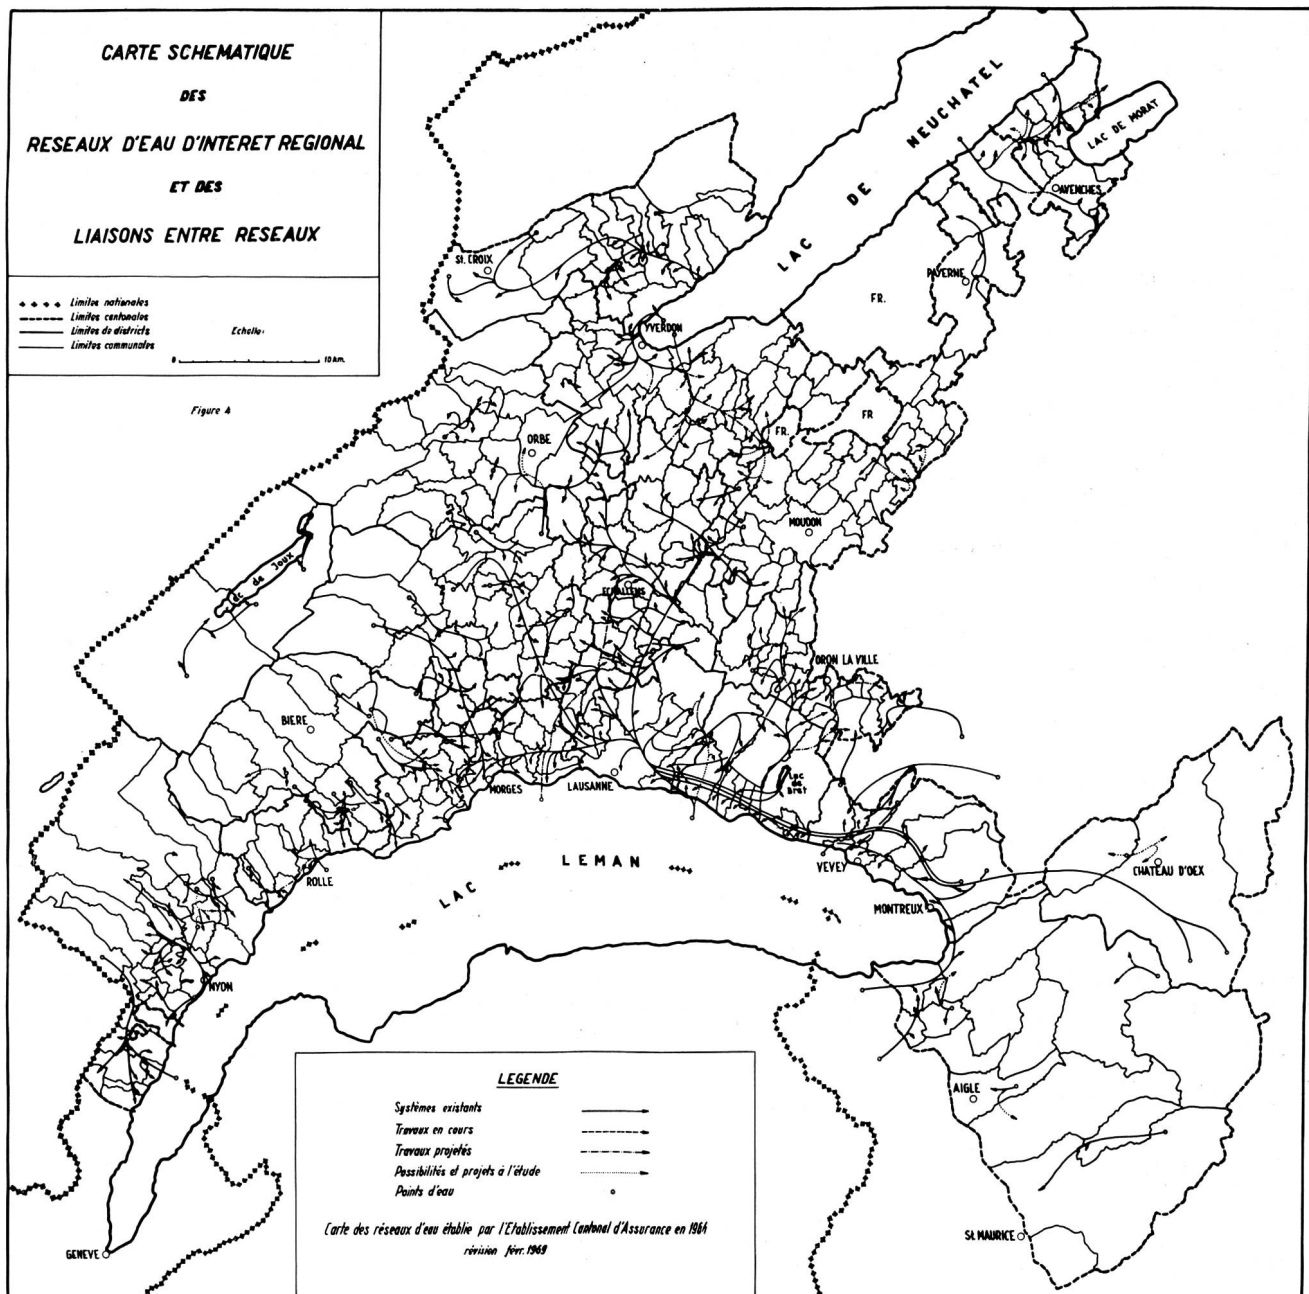 CARTE SCHEMATIQUE
DES
RESEAUX D'EAU D'INTERET REGIONAL
ET DES
LIAISONS ENTRE RESEAUX
Limites nationales
Limites cantonales
Limites de districts
Limites communales
Echelle:
0 10 km.
Figure 4
LAC DE NEUCHATEL
LAC DE MORAT
AVENCHES
PAYERNE
FR.
St. CROIX
YVERDON
FR.
FR
ORBE
MOUDON
Lac de Joux
ECHALLENS
ORON LA VILLE
BIERE
MORGES
LAUSANNE
Lac de Bret
ROLLE
LAC LEMAN
VEVEY
MONTREUX
CHATEAU D'OEX
NYON
AIGLE
St. MAURICE
GENEVE
LEGENDE
Systèmes existants
Travaux en cours
Travaux projetés
Possibilités et projets à l'étude
Points d'eau
Carte des réseaux d'eau établie par l'Etablissement Cantonal d'Assurance en 1964
révision févr. 1969